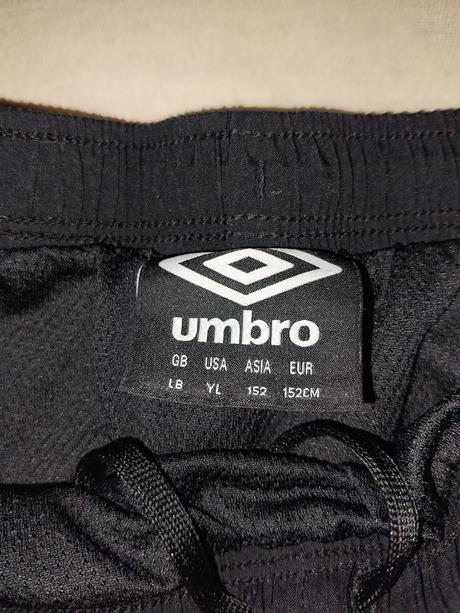 umbro
GB USA ASIA EUR
LB YL 152 152CM